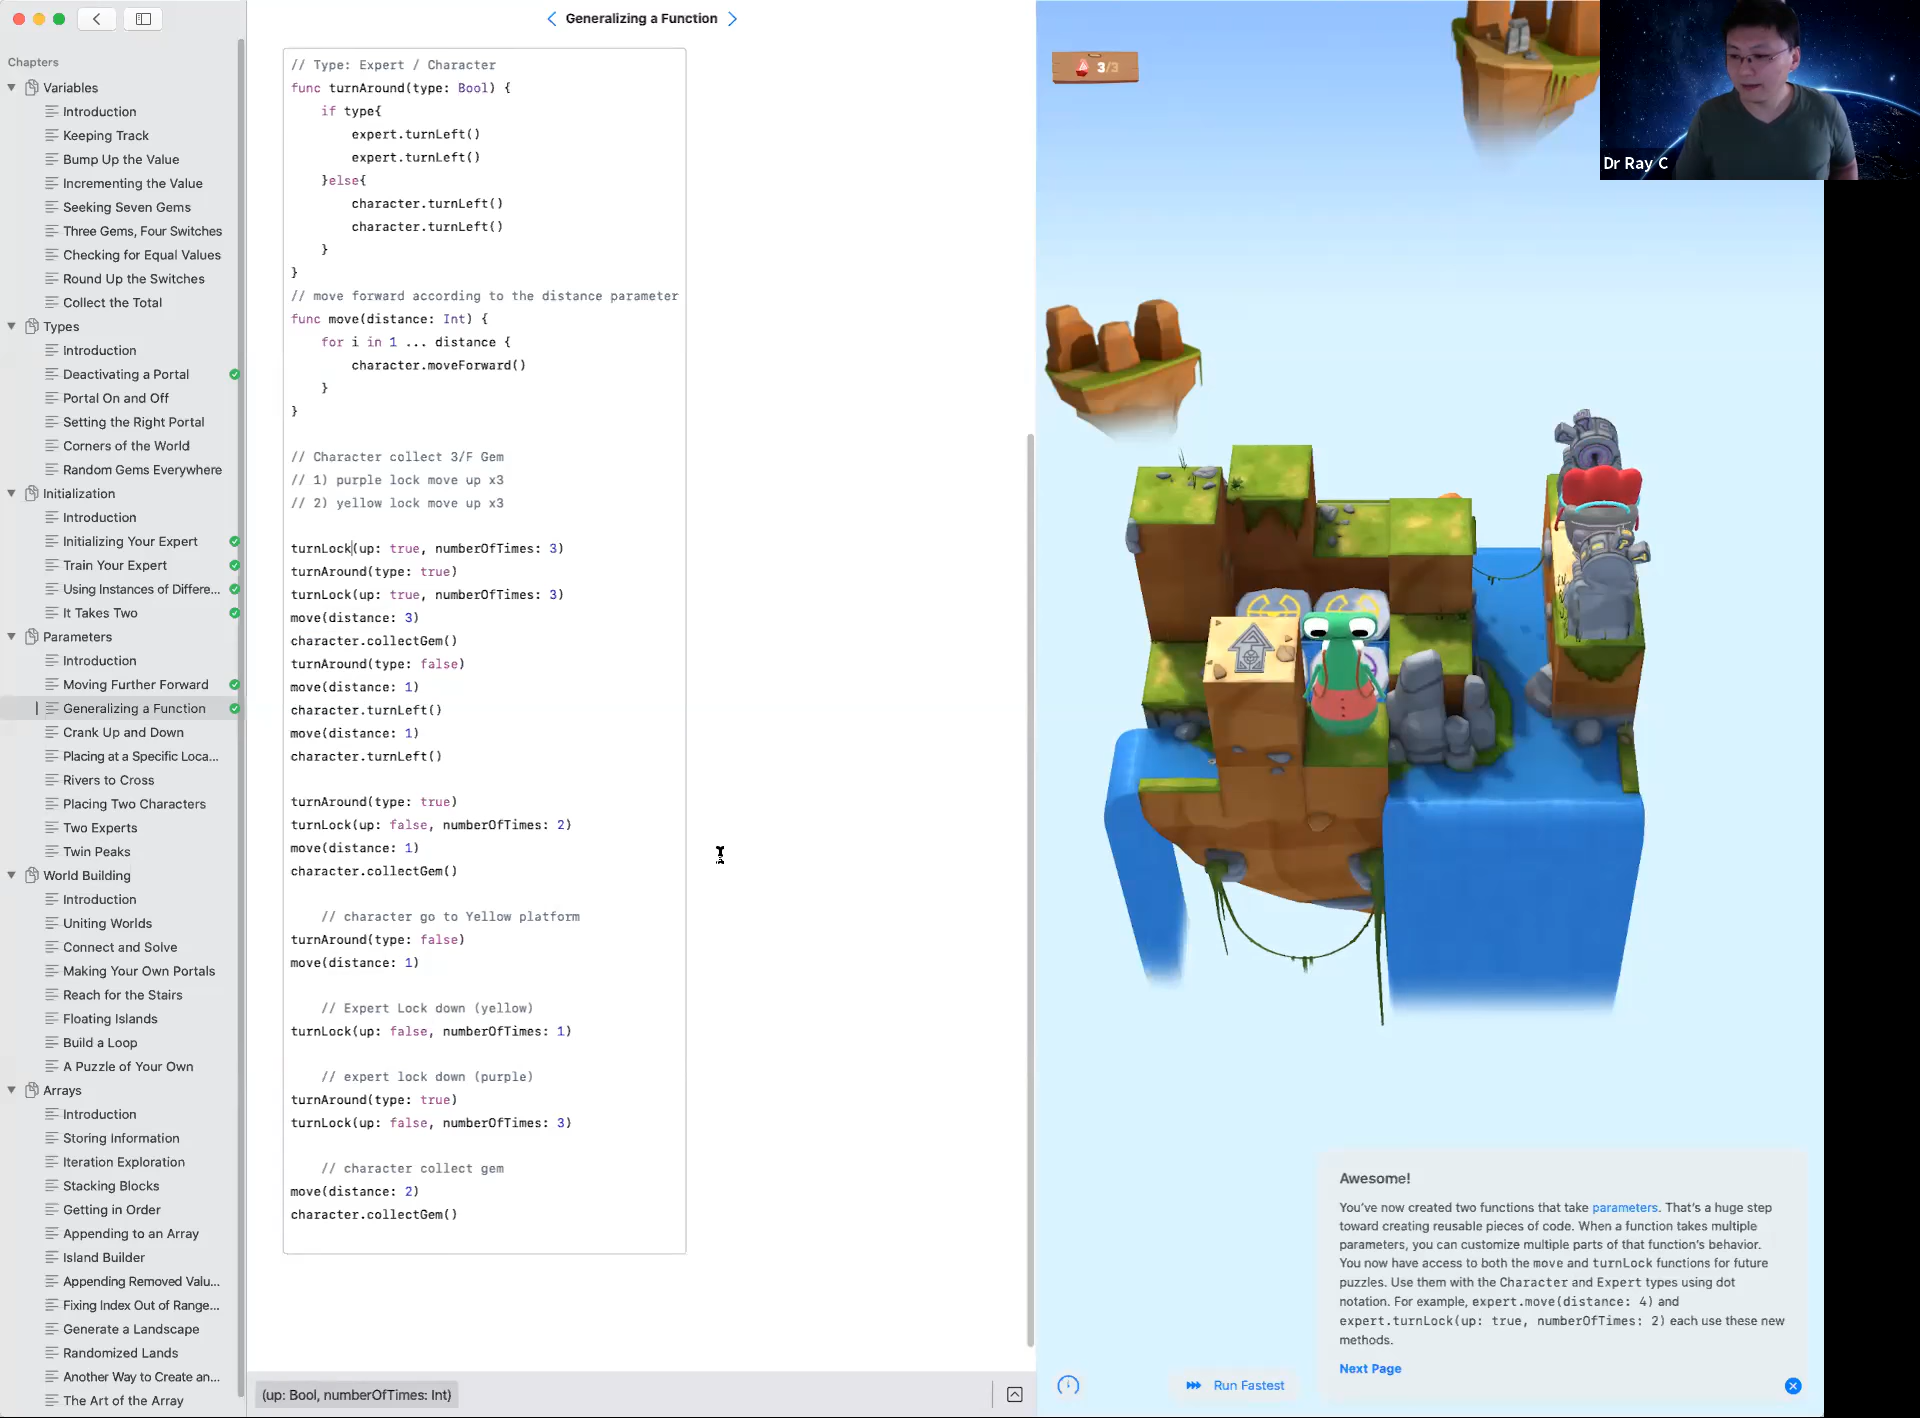 Generalizing a Function
Chapters
Variables
Introduction
Keeping Track
Bump Up the Value
Incrementing the Value
Seeking Seven Gems
Three Gems, Four Switches
Checking for Equal Values
Round Up the Switches
Collect the Total
Types
Introduction
Deactivating a Portal
Portal On and Off
Setting the Right Portal
Corners of the World
Random Gems Everywhere
Initialization
Introduction
Initializing Your Expert
Train Your Expert
Using Instances of Differe...
It Takes Two
Parameters
Introduction
Moving Further Forward
Generalizing a Function
Crank Up and Down
Placing at a Specific Loca...
Rivers to Cross
Placing Two Characters
Two Experts
Twin Peaks
World Building
Introduction
Uniting Worlds
Connect and Solve
Making Your Own Portals
Reach for the Stairs
Floating Islands
Build a Loop
A Puzzle of Your Own
Arrays
Introduction
Storing Information
Iteration Exploration
Stacking Blocks
Getting in Order
Appending to an Array
Island Builder
Appending Removed Valu...
Fixing Index Out of Range...
Generate a Landscape
Randomized Lands
Another Way to Create an...
The Art of the Array
// Type: Expert / Character
func turnAround(type: Bool) {
if type{
expert.turnLeft()
expert.turnLeft()
}else{
character.turnLeft()
character.turnLeft()
}
}
// move forward according to the distance parameter
func move(distance: Int) {
for i in 1 ... distance {
character.moveForward()
}
}
// Character collect 3/F Gem
// 1) purple lock move up x3
// 2) yellow lock move up x3
turnLock(up: true, numberOfTimes: 3)
turnAround(type: true)
turnLock(up: true, numberOfTimes: 3)
move(distance: 3)
character.collectGem()
turnAround(type: false)
move(distance: 1)
character.turnLeft()
move(distance: 1)
character.turnLeft()
turnAround(type: true)
turnLock(up: false, numberOfTimes: 2)
move(distance: 1)
character.collectGem()
// character go to Yellow platform
turnAround(type: false)
move(distance: 1)
// Expert Lock down (yellow)
turnLock(up: false, numberOfTimes: 1)
// expert lock down (purple)
turnAround(type: true)
turnLock(up: false, numberOfTimes: 3)
// character collect gem
move(distance: 2)
character.collectGem()
(up: Bool, numberOfTimes: Int)
3/3
Dr Ray C
Awesome!
You've now created two functions that take parameters. That's a huge step
toward creating reusable pieces of code. When a function takes multiple
parameters, you can customize multiple parts of that function's behavior.
You now have access to both the move and turnLock functions for future
puzzles. Use them with the Character and Expert types using dot
notation. For example, expert.move(distance: 4) and
expert.turnLock(up: true, numberOfTimes: 2) each use these new
methods.
Next Page
Run Fastest